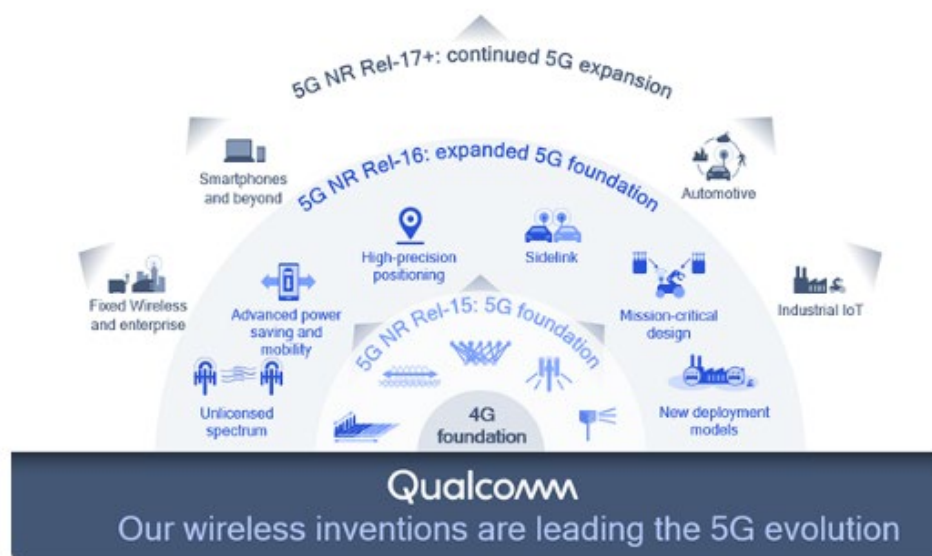 5G NR Rel-17+: continued 5G expansion
Smartphones
and beyond
Automotive
5G NR Rel-16: expanded 5G foundation
Fixed Wireless
and enterprise
High-precision
positioning
Sidelink
Industrial IoT
Advanced power
saving and
mobility
Mission-critical
design
5G NR Rel-15: 5G foundation
Unlicensed
spectrum
4G
foundation
New deployment
models
Qualcomm
Our wireless inventions are leading the 5G evolution